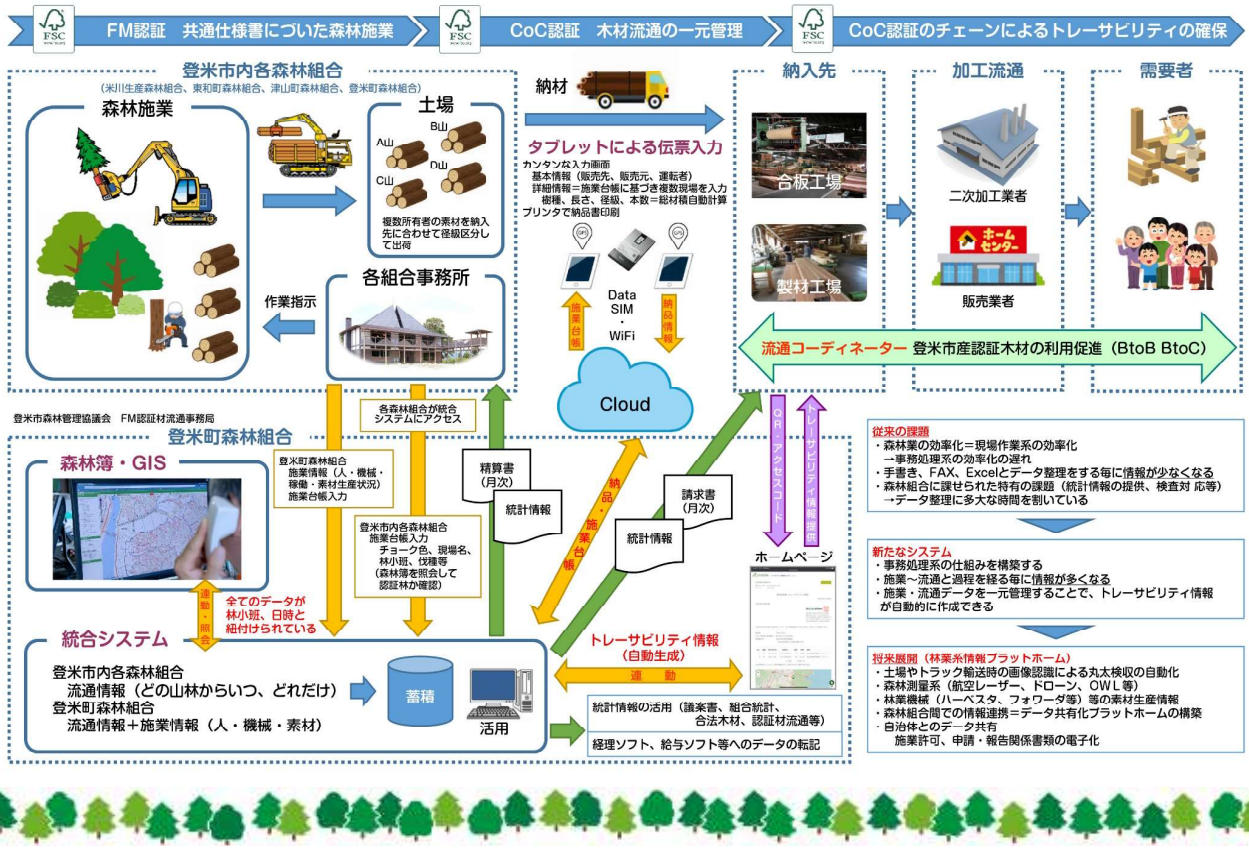 FSC
FM認証 共通仕様書にづいた森林施業
FSC
CoC認証 木材流通の一元管理
FSC
CoC認証のチェーンによるトレーサビリティの確保
登米市内各森林組合
(米川生産森林組合、東和町森林組合、津山町森林組合、登米町森林組合)
森林施業
土場
A山
B山
C山
D山
複数所有者の素材を納入
先に合わせて径級区分し
て出荷
各組合事務所
作業指示
納材
タブレットによる伝票入力
カンタンな入力画面
基本情報(販売先、販売元、運転者)
詳細情報=施業台帳に基づき複数現場を入力
樹種、長さ、径級、本数=総材積自動計算
プリンタで納品書印刷
GPS
GPS
施業台帳
Data
SIM
・
WiFi
納品情報
Cloud
納入先
合板工場
製材工場
加工流通
二次加工業者
ホーム
センター
販売業者
需要者
流通コーディネーター 登米市産認証木材の利用促進(BtoB BtoC)
登米市森林管理協議会 FM認証材流通事務局
登米町森林組合
森林簿・GIS
各森林組合が統合
システムにアクセス
登米町森林組合
施業情報(人・機械・
稼働・素材生産状況)
施業台帳入力
登米市内各森林組合
施業台帳入力
チョーク色、現場名、
林小班、伐種等
(森林簿を照会して
認証林か確認)
精算書
(月次)
統計情報
納品・施業台帳
請求書
(月次)
統計情報
QR・アクセスコード
トレーサビリティ情報提供
ホームページ
連動・照会
全てのデータが
林小班、日時と
紐付けられている
統合システム
登米市内各森林組合
流通情報(どの山林からいつ、どれだけ)
登米町森林組合
流通情報+施業情報(人・機械・素材)
蓄積
活用
トレーサビリティ情報
(自動生成)
連動
統計情報の活用(議案書、組合統計、
合法木材、認証材流通等)
経理ソフト、給与ソフト等へのデータの転記
従来の課題
・森林業の効率化=現場作業系の効率化
→事務処理系の効率化の遅れ
・手書き、FAX、Excelとデータ整理をする毎に情報が少なくなる
・森林組合に課せられた特有の課題(統計情報の提供、検査対 応等)
→データ整理に多大な時間を割いている
新たなシステム
・事務処理系の仕組みを構築する
・施業～流通と過程を経る毎に情報が多くなる
・施業・流通データを一元管理することで、トレーサビリティ情報
が自動的に作成できる
将来展開(林業系情報プラットホーム)
・土場やトラック輸送時の画像認識による丸太検収の自動化
・森林測量系(航空レーザー、ドローン、OWL等)
・林業機械(ハーベスタ、フォワーダ等)等の素材生産情報
・森林組合間での情報連携=データ共有化プラットホームの構築
・自治体とのデータ共有
施業許可、申請・報告関係書類の電子化